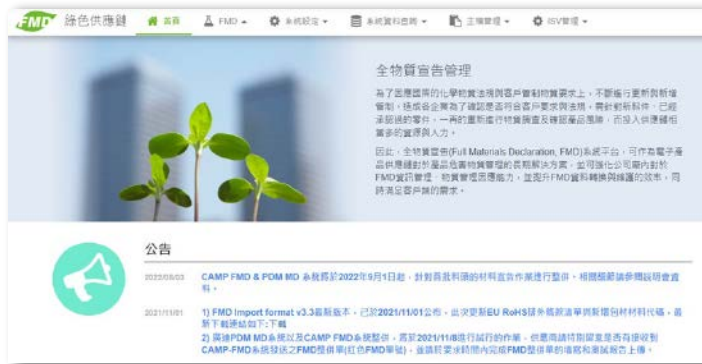 FMD 綠色供應鏈 首頁 FMD 系統設定 系統資料查詢 主檔管理 ISV管理
全物質宣告管理
為了因應國際的化學物質法規與客戶管制物質要求上，不斷進行更新與新增
管制，造成各企業為了確認是否符合客戶要求與法規，需針對新料件、已經
承認過的零件，一再的重新進行物質調查及確認產品風險，而投入供應鏈相
當多的資源與人力。
因此，全物質宣告(Full Materials Declaration, FMD)系統平台，可作為電子產
品供應鏈對於產品危害物質管理的長期解決方案，並可強化公司廠內對於
FMD資訊管理、物質管理因應能力，並提升FMD資料轉換與維護的效率，同
時滿足客戶端的需求。
公告
2022/08/03 CAMP FMD & PDM MD 系統將於2022年9月1日起，針對首批料號的材料宣告作業進行整併，相關細節請參閱說明會資
料。
2021/11/01 1) FMD Import format v3.3最新版本，已於2021/11/01公布，此次更新EU RoHS排外條款清單與新增包材材料代碼，最
新下載連結如下:下載
2) 廣達PDM MD系統以及CAMP FMD系統整併，將於2021/11/8進行試行的作業，供應商請特別留意是否有接收到
CAMP-FMD系統發送之FMD整併單(紅色FMD單號)，並請於要求時間內完成FMD整併單的填寫和測試報告上傳。